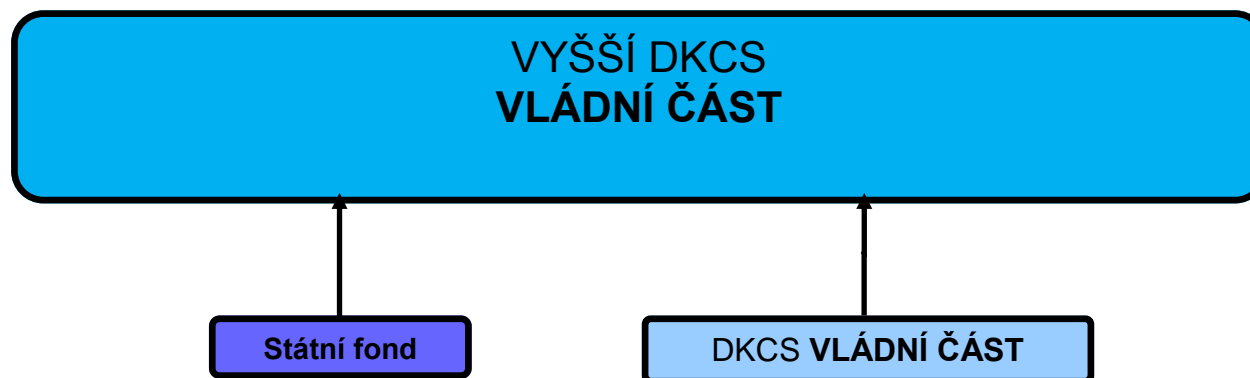 VYŠŠÍ DKCS
VLÁDNÍ ČÁST
Státní fond
DKCS VLÁDNÍ ČÁST